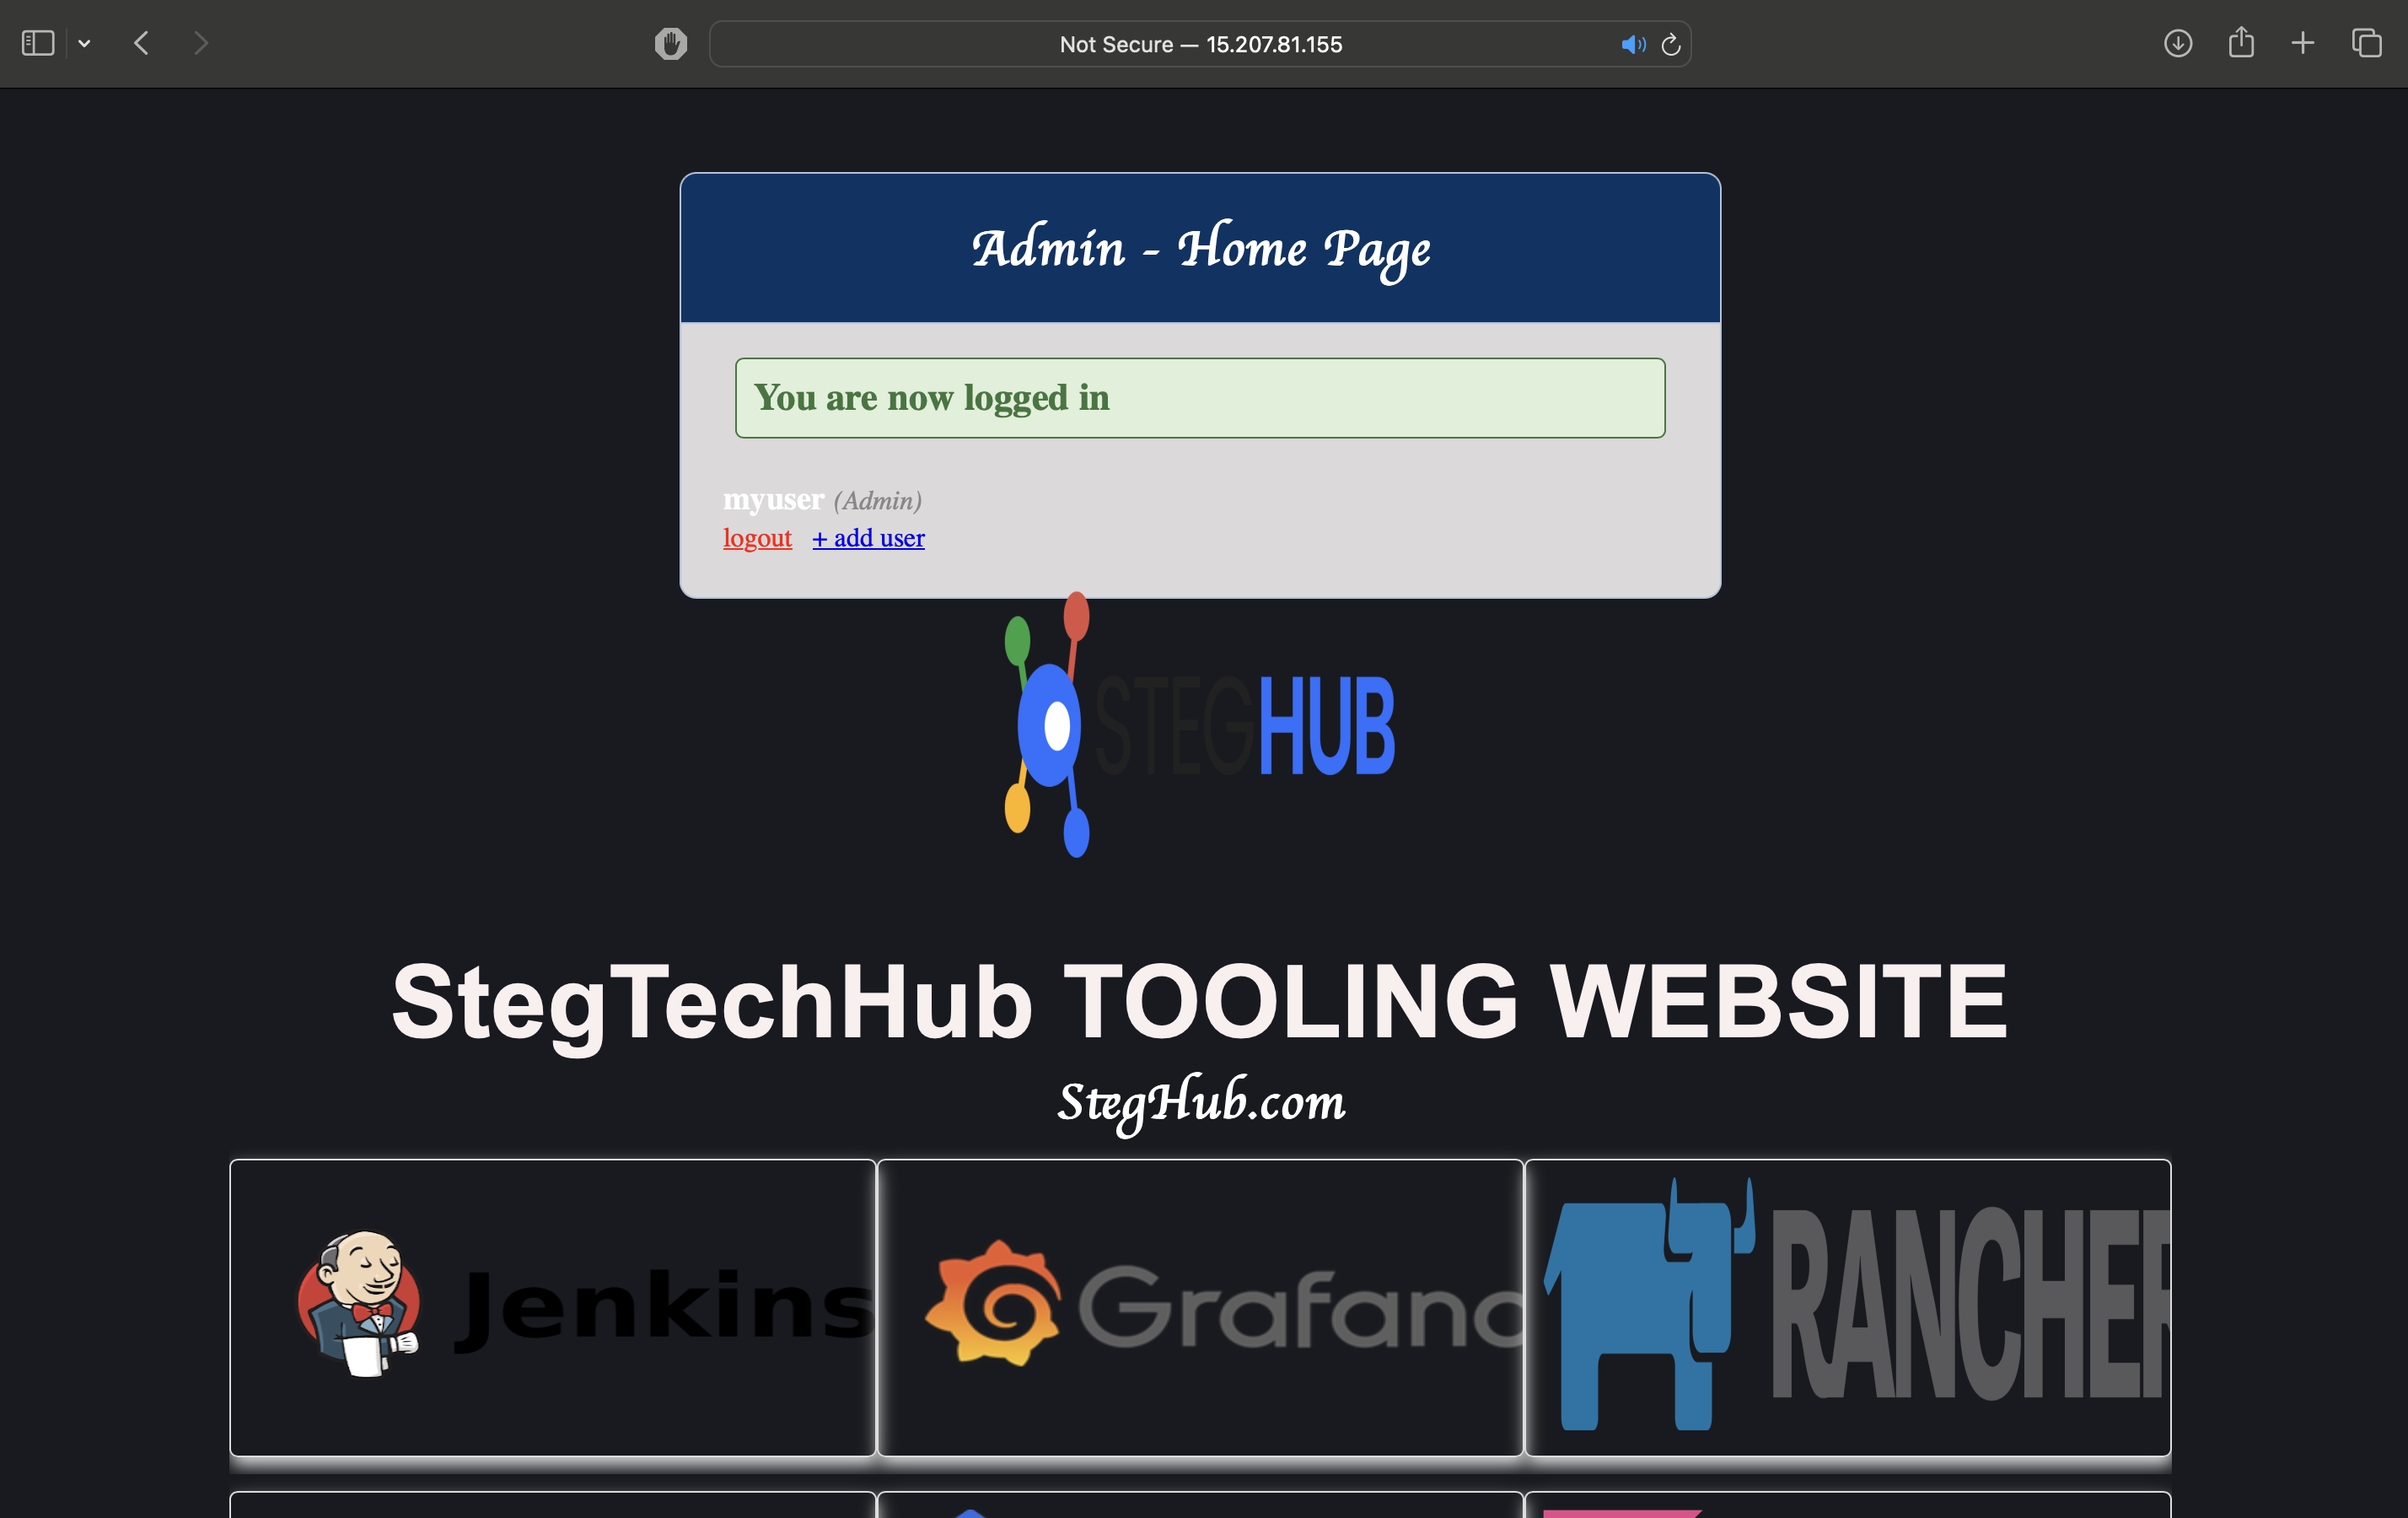 Not Secure — 15.207.81.155
Admin - Home Page
You are now logged in
myuser (Admin)
logout + add user
STEGHUB
StegTechHub TOOLING WEBSITE
StegHub.com
Jenkins
Grafana
RANCHER